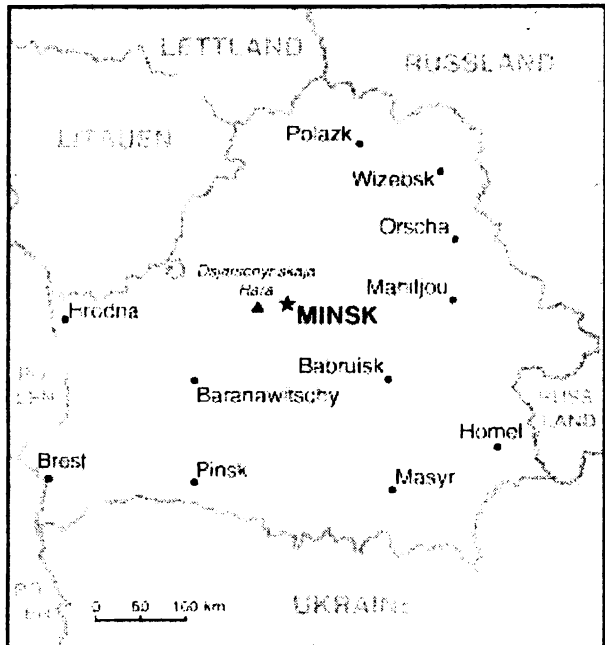 LETTLAND
RUSSLAND
LITAUEN
Polazk
Wizebsk
Orscha
Hara
Mahiljou
Hrodna
MINSK
Babruisk
Baranawitschy
LAND
Homel
Brest
Pinsk
Masyr
0 50 100 km
UKRAINE